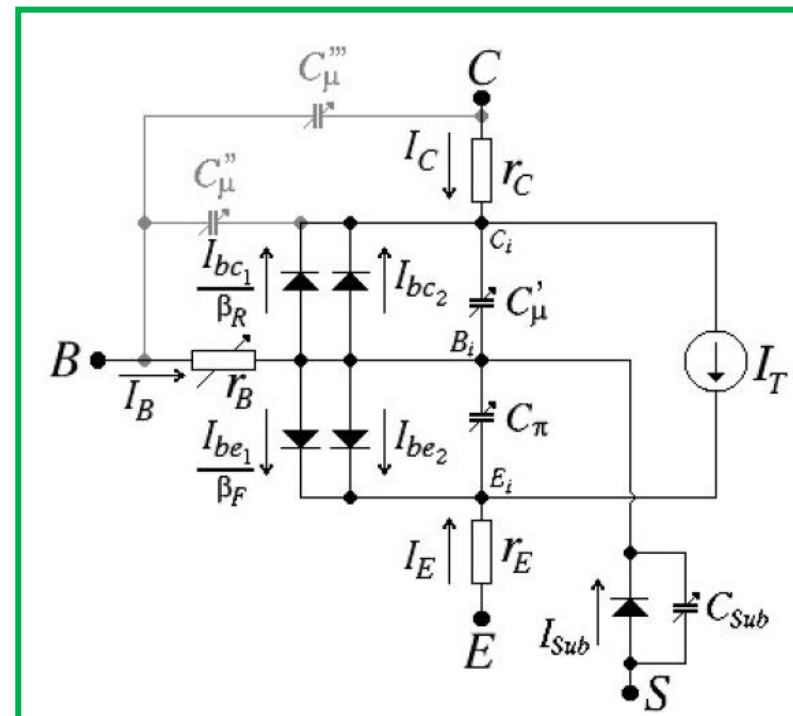 C‴μ
C
I_C
r_C
C″μ
C_i
I_bc₁
β_R
I_bc₂
C′μ
B
I_B
r_B
B_i
I_T
I_be₁
β_F
I_be₂
C_π
E_i
I_E
r_E
E
I_Sub
C_Sub
S